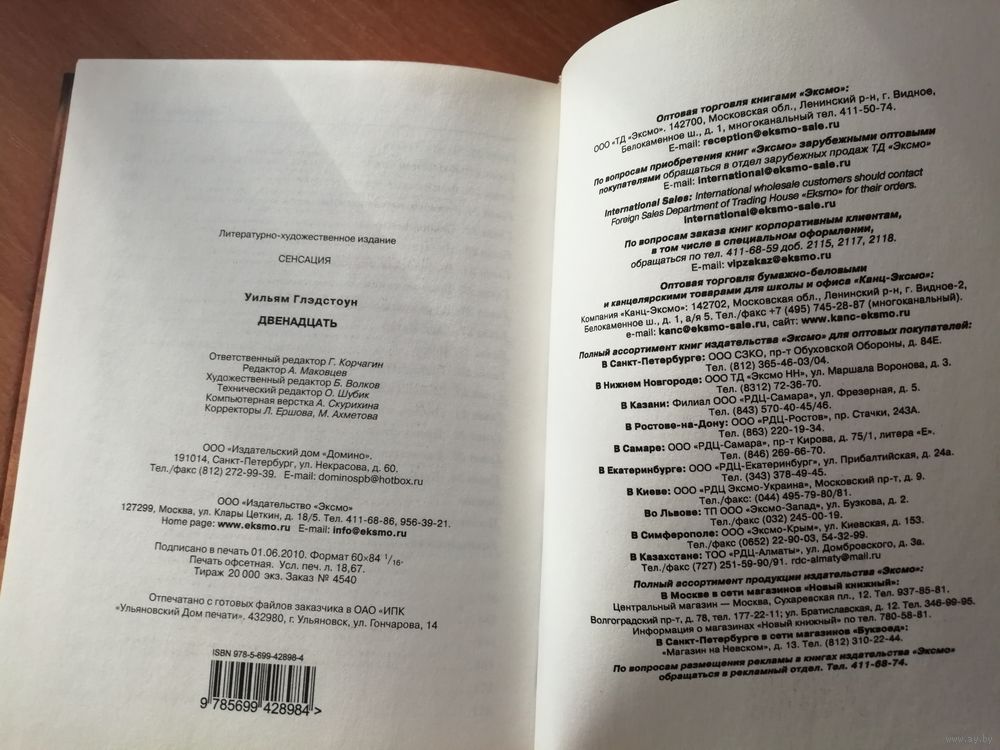 Литературно-художественное издание
СЕНСАЦИЯ
Уильям Глэдстоун
ДВЕНАДЦАТЬ
Ответственный редактор Г. Корчагин
Редактор А. Маковцев
Художественный редактор Б. Волков
Технический редактор О. Шубик
Компьютерная верстка А. Скурихина
Корректоры Л. Ершова, М. Ахметова
ООО «Издательский дом «Домино».
191014, Санкт-Петербург, ул. Некрасова, д. 60.
Тел./факс (812) 272-99-39. E-mail: dominospb@hotbox.ru
ООО «Издательство «Эксмо»
127299, Москва, ул. Клары Цеткин, д. 18/5. Тел. 411-68-86, 956-39-21.
Home page: www.eksmo.ru E-mail: info@eksmo.ru
Подписано в печать 01.06.2010. Формат 60×84 1/16.
Печать офсетная. Усл. печ. л. 18,67.
Тираж 20 000 экз. Заказ № 4540
Отпечатано с готовых файлов заказчика в ОАО «ИПК
«Ульяновский Дом печати». 432980, г. Ульяновск, ул. Гончарова, 14
ISBN 978-5-699-42898-4
9 785699 428984 >
Оптовая торговля книгами «Эксмо»:
ООО «ТД «Эксмо». 142700, Московская обл., Ленинский р-н, г. Видное,
Белокаменное ш., д. 1, многоканальный тел. 411-50-74.
E-mail: reception@eksmo-sale.ru
По вопросам приобретения книг «Эксмо» зарубежными оптовыми
покупателями обращаться в отдел зарубежных продаж ТД «Эксмо»
E-mail: international@eksmo-sale.ru
International Sales: International wholesale customers should contact
Foreign Sales Department of Trading House «Eksmo» for their orders.
international@eksmo-sale.ru
По вопросам заказа книг корпоративным клиентам,
в том числе в специальном оформлении,
обращаться по тел. 411-68-59 доб. 2115, 2117, 2118.
E-mail: vipzakaz@eksmo.ru
Оптовая торговля бумажно-беловыми
и канцелярскими товарами для школы и офиса «Канц-Эксмо»:
Компания «Канц-Эксмо»: 142702, Московская обл., Ленинский р-н, г. Видное-2,
Белокаменное ш., д. 1, а/я 5. Тел./факс +7 (495) 745-28-87 (многоканальный).
e-mail: kanc@eksmo-sale.ru, сайт: www.kanc-eksmo.ru
Полный ассортимент книг издательства «Эксмо» для оптовых покупателей:
В Санкт-Петербурге: ООО СЗКО, пр-т Обуховской Обороны, д. 84Е.
Тел. (812) 365-46-03/04.
В Нижнем Новгороде: ООО ТД «Эксмо НН», ул. Маршала Воронова, д. 3.
Тел. (8312) 72-36-70.
В Казани: Филиал ООО «РДЦ-Самара», ул. Фрезерная, д. 5.
Тел. (843) 570-40-45/46.
В Ростове-на-Дону: ООО «РДЦ-Ростов», пр. Стачки, 243А.
Тел. (863) 220-19-34.
В Самаре: ООО «РДЦ-Самара», пр-т Кирова, д. 75/1, литера «Е».
Тел. (846) 269-66-70.
В Екатеринбурге: ООО «РДЦ-Екатеринбург», ул. Прибалтийская, д. 24а.
Тел. (343) 378-49-45.
В Киеве: ООО «РДЦ Эксмо-Украина», Московский пр-т, д. 9.
Тел./факс: (044) 495-79-80/81.
Во Львове: ТП ООО «Эксмо-Запад», ул. Бузкова, д. 2.
Тел./факс (032) 245-00-19.
В Симферополе: ООО «Эксмо-Крым», ул. Киевская, д. 153.
Тел./факс (0652) 22-90-03, 54-32-99.
В Казахстане: ТОО «РДЦ-Алматы», ул. Домбровского, д. 3а.
Тел./факс (727) 251-59-90/91. rdc-almaty@mail.ru
Полный ассортимент продукции издательства «Эксмо»:
В Москве в сети магазинов «Новый книжный»:
Центральный магазин — Москва, Сухаревская пл., 12. Тел. 937-85-81.
Волгоградский пр-т, д. 78, тел. 177-22-11; ул. Братиславская, д. 12. Тел. 346-99-95.
Информация о магазинах «Новый книжный» по тел. 780-58-81.
В Санкт-Петербурге в сети магазинов «Буквоед»:
«Магазин на Невском», д. 13. Тел. (812) 310-22-44.
По вопросам размещения рекламы в книгах издательства «Эксмо»
обращаться в рекламный отдел. Тел. 411-68-74.
www.ay.by